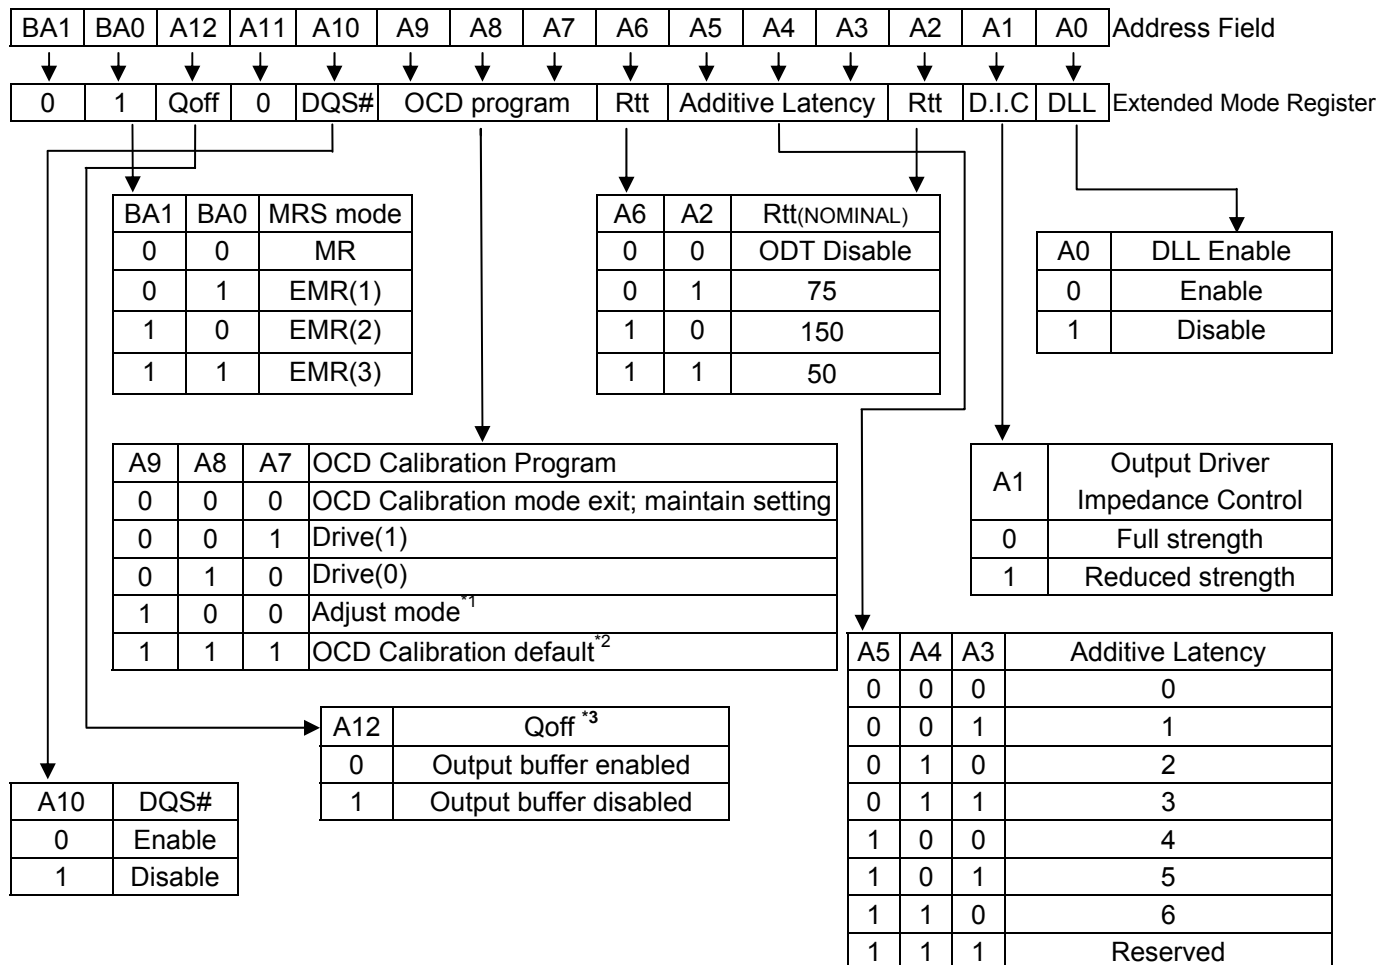 BA1 BA0 A12 A11 A10 A9 A8 A7 A6 A5 A4 A3 A2 A1 A0 Address Field
0 1 Qoff 0 DQS# OCD program Rtt Additive Latency Rtt D.I.C DLL Extended Mode Register
BA1 BA0 MRS mode
0 0 MR
0 1 EMR(1)
1 0 EMR(2)
1 1 EMR(3)
A6 A2 Rtt(NOMINAL)
0 0 ODT Disable
0 1 75
1 0 150
1 1 50
A0 DLL Enable
0 Enable
1 Disable
A9 A8 A7 OCD Calibration Program
0 0 0 OCD Calibration mode exit; maintain setting
0 0 1 Drive(1)
0 1 0 Drive(0)
1 0 0 Adjust mode*1
1 1 1 OCD Calibration default*2
A1 Output Driver
Impedance Control
0 Full strength
1 Reduced strength
A12 Qoff *3
0 Output buffer enabled
1 Output buffer disabled
A10 DQS#
0 Enable
1 Disable
A5 A4 A3 Additive Latency
0 0 0 0
0 0 1 1
0 1 0 2
0 1 1 3
1 0 0 4
1 0 1 5
1 1 0 6
1 1 1 Reserved